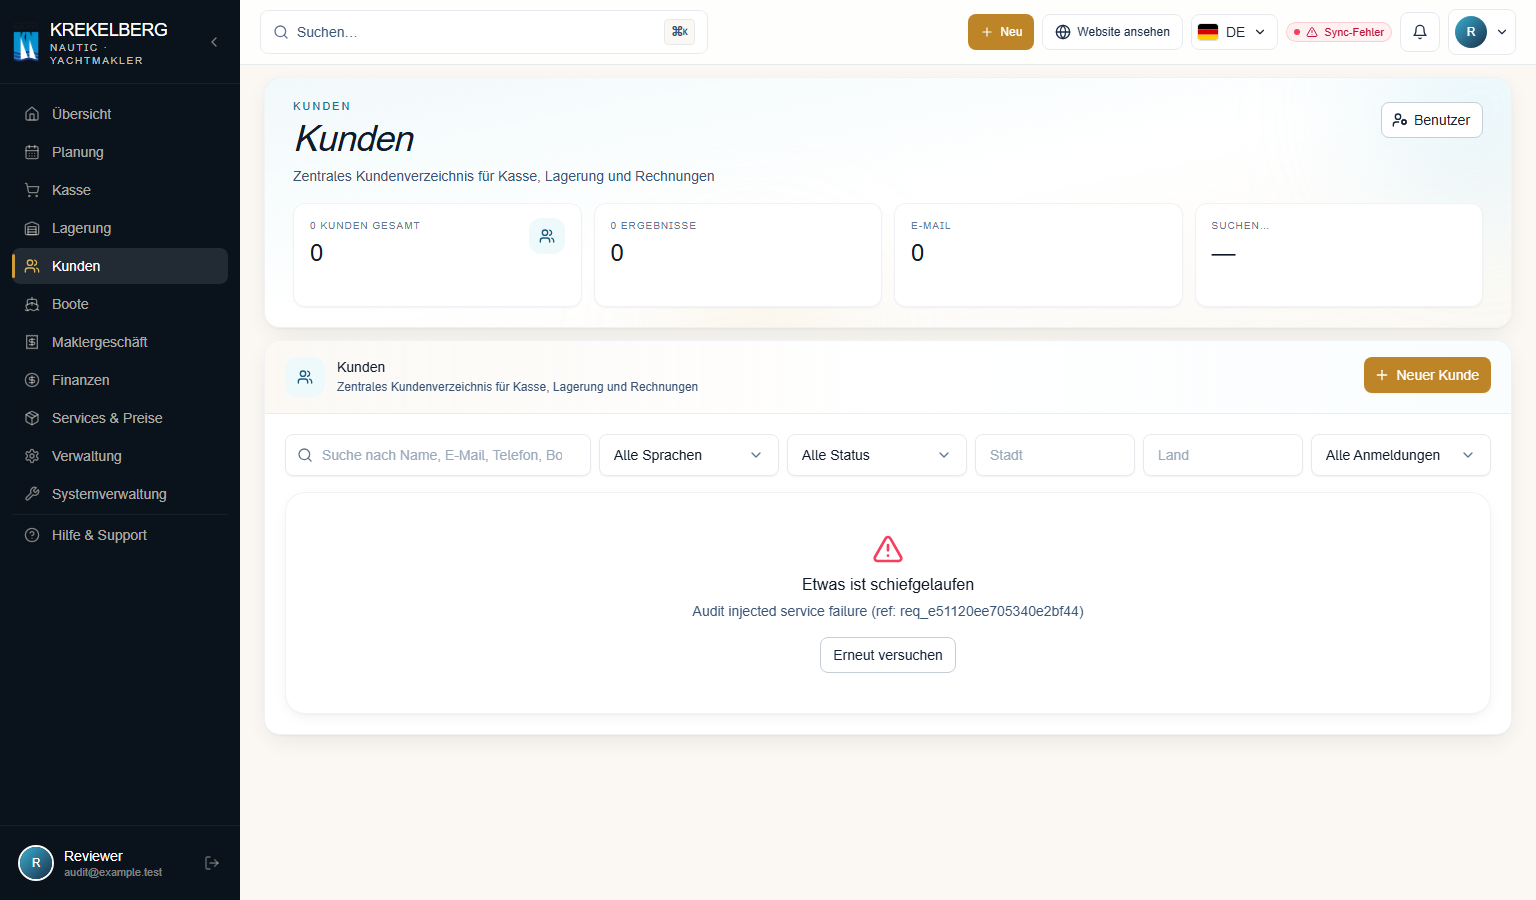 KREKELBERG
NAUTIC ·
YACHTMAKLER
Übersicht
Planung
Kasse
Lagerung
Kunden
Boote
Maklergeschäft
Finanzen
Services & Preise
Verwaltung
Systemverwaltung
Hilfe & Support
R
Reviewer
audit@example.test
Suchen...
⌘K
Neu
Website ansehen
DE
Sync-Fehler
R
KUNDEN
Kunden
Zentrales Kundenverzeichnis für Kasse, Lagerung und Rechnungen
Benutzer
0 KUNDEN GESAMT
0
0 ERGEBNISSE
0
E-MAIL
0
SUCHEN...
—
Kunden
Zentrales Kundenverzeichnis für Kasse, Lagerung und Rechnungen
Neuer Kunde
Suche nach Name, E-Mail, Telefon, Bo
Alle Sprachen
Alle Status
Stadt
Land
Alle Anmeldungen
Etwas ist schiefgelaufen
Audit injected service failure (ref: req_e51120ee705340e2bf44)
Erneut versuchen